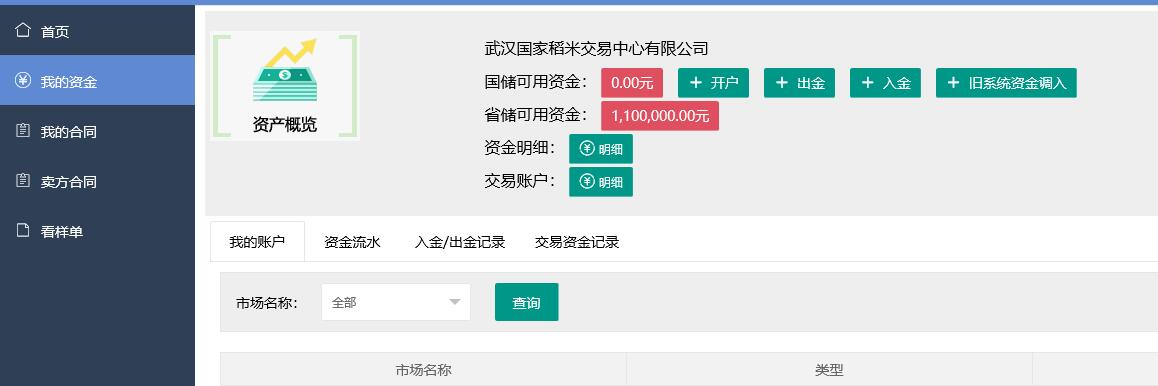 首页
我的资金
我的合同
卖方合同
看样单
资产概览
武汉国家稻米交易中心有限公司
国储可用资金： 0.00元 + 开户 + 出金 + 入金 + 旧系统资金调入
省储可用资金： 1,100,000.00元
资金明细： 明细
交易账户： 明细
我的账户 资金流水 入金/出金记录 交易资金记录
市场名称： 全部 查询
市场名称 类型